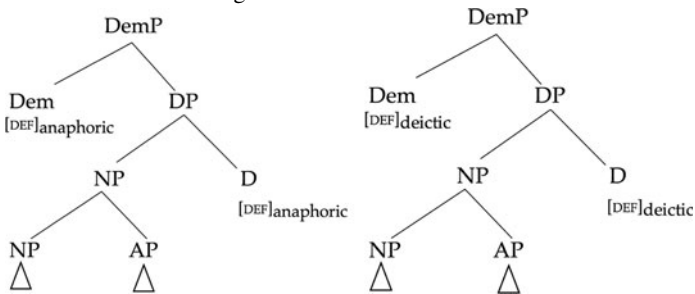 DemP DemP
Dem DP Dem DP
[DEF]anaphoric [DEF]deictic
NP D NP D
[DEF]anaphoric [DEF]deictic
NP AP NP AP